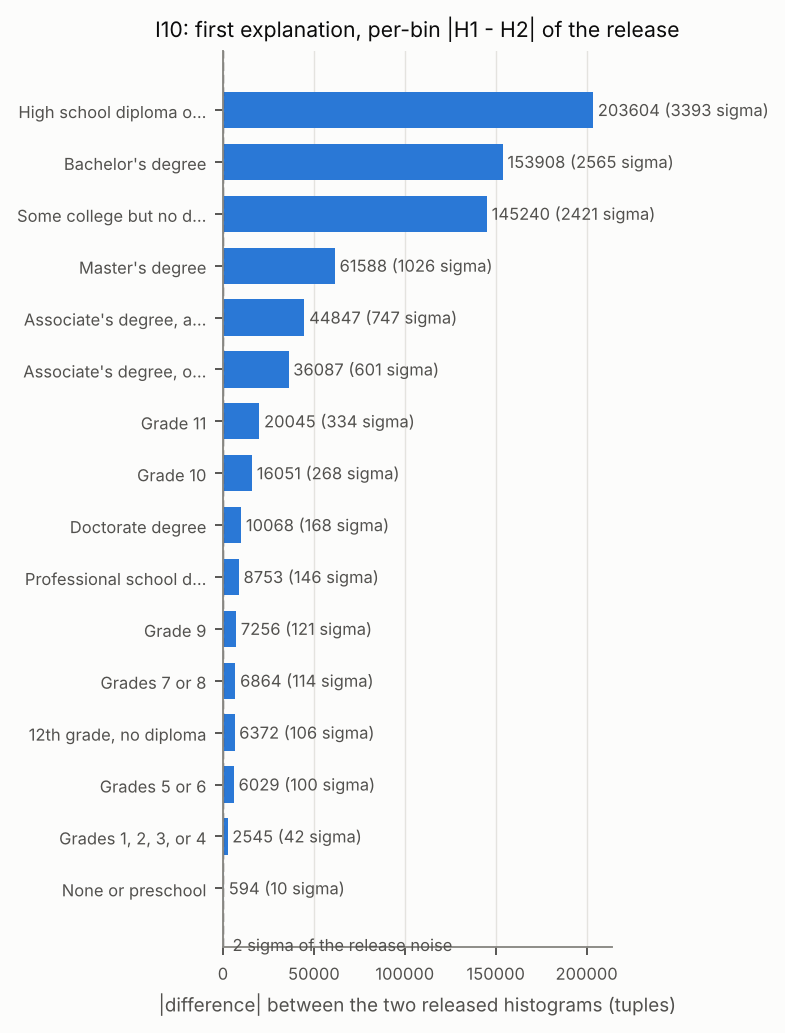 I10: first explanation, per-bin |H1 - H2| of the release
High school diploma o... 203604 (3393 sigma)
Bachelor's degree 153908 (2565 sigma)
Some college but no d... 145240 (2421 sigma)
Master's degree 61588 (1026 sigma)
Associate's degree, a... 44847 (747 sigma)
Associate's degree, o... 36087 (601 sigma)
Grade 11 20045 (334 sigma)
Grade 10 16051 (268 sigma)
Doctorate degree 10068 (168 sigma)
Professional school d... 8753 (146 sigma)
Grade 9 7256 (121 sigma)
Grades 7 or 8 6864 (114 sigma)
12th grade, no diploma 6372 (106 sigma)
Grades 5 or 6 6029 (100 sigma)
Grades 1, 2, 3, or 4 2545 (42 sigma)
None or preschool 594 (10 sigma)
2 sigma of the release noise
0 50000 100000 150000 200000
|difference| between the two released histograms (tuples)